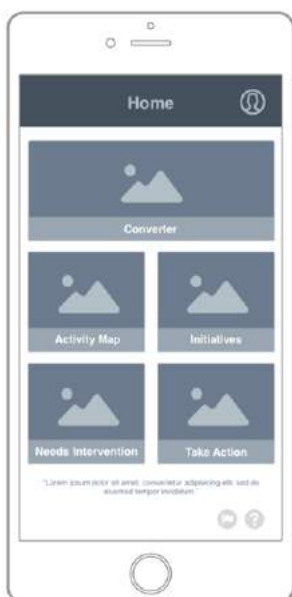 Home
Converter
Activity Map
Initiatives
Needs Intervention
Take Action
"Lorem ipsum dolor sit amet, consectetur adipiscing elit, sed do
eiusmod tempor incididunt."
?